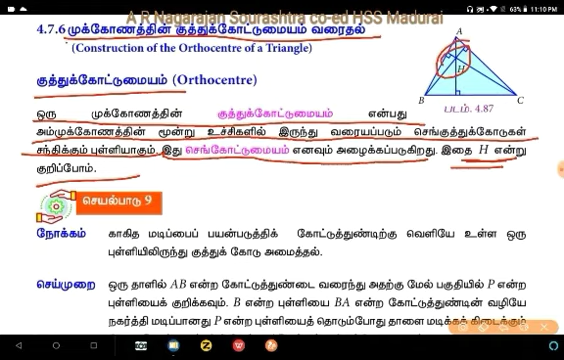 A R Nagarajan Sourashtra co-ed HSS Madurai
63% 11:10 PM
4.7.6 முக்கோணத்தின் குத்துக்கோட்டுமையம் வரைதல்
(Construction of the Orthocentre of a Triangle)
குத்துக்கோட்டுமையம் (Orthocentre)
A
H
B
C
படம். 4.87
ஒரு முக்கோணத்தின் குத்துக்கோட்டுமையம் என்பது
அம்முக்கோணத்தின் மூன்று உச்சிகளில் இருந்து வரையப்படும் செங்குத்துக்கோடுகள்
சந்திக்கும் புள்ளியாகும். இது செங்கோட்டுமையம் எனவும் அழைக்கப்படுகிறது. இதை H என்று
குறிப்போம்.
செயல்பாடு 9
நோக்கம் காகித மடிப்பைப் பயன்படுத்திக் கோட்டுத்துண்டிற்கு வெளியே உள்ள ஒரு
புள்ளியிலிருந்து குத்துக் கோடு அமைத்தல்.
செய்முறை ஒரு தாளில் AB என்ற கோட்டுத்துண்டை வரைந்து அதற்கு மேல் பகுதியில் P என்ற
புள்ளியைக் குறிக்கவும். B என்ற புள்ளியை BA என்ற கோட்டுத்துண்டின் வழியே
நகர்த்தி மடிப்பானது P என்ற புள்ளியைத் தொடும்போது தாளை மடிக்கக் கிடைக்கும்